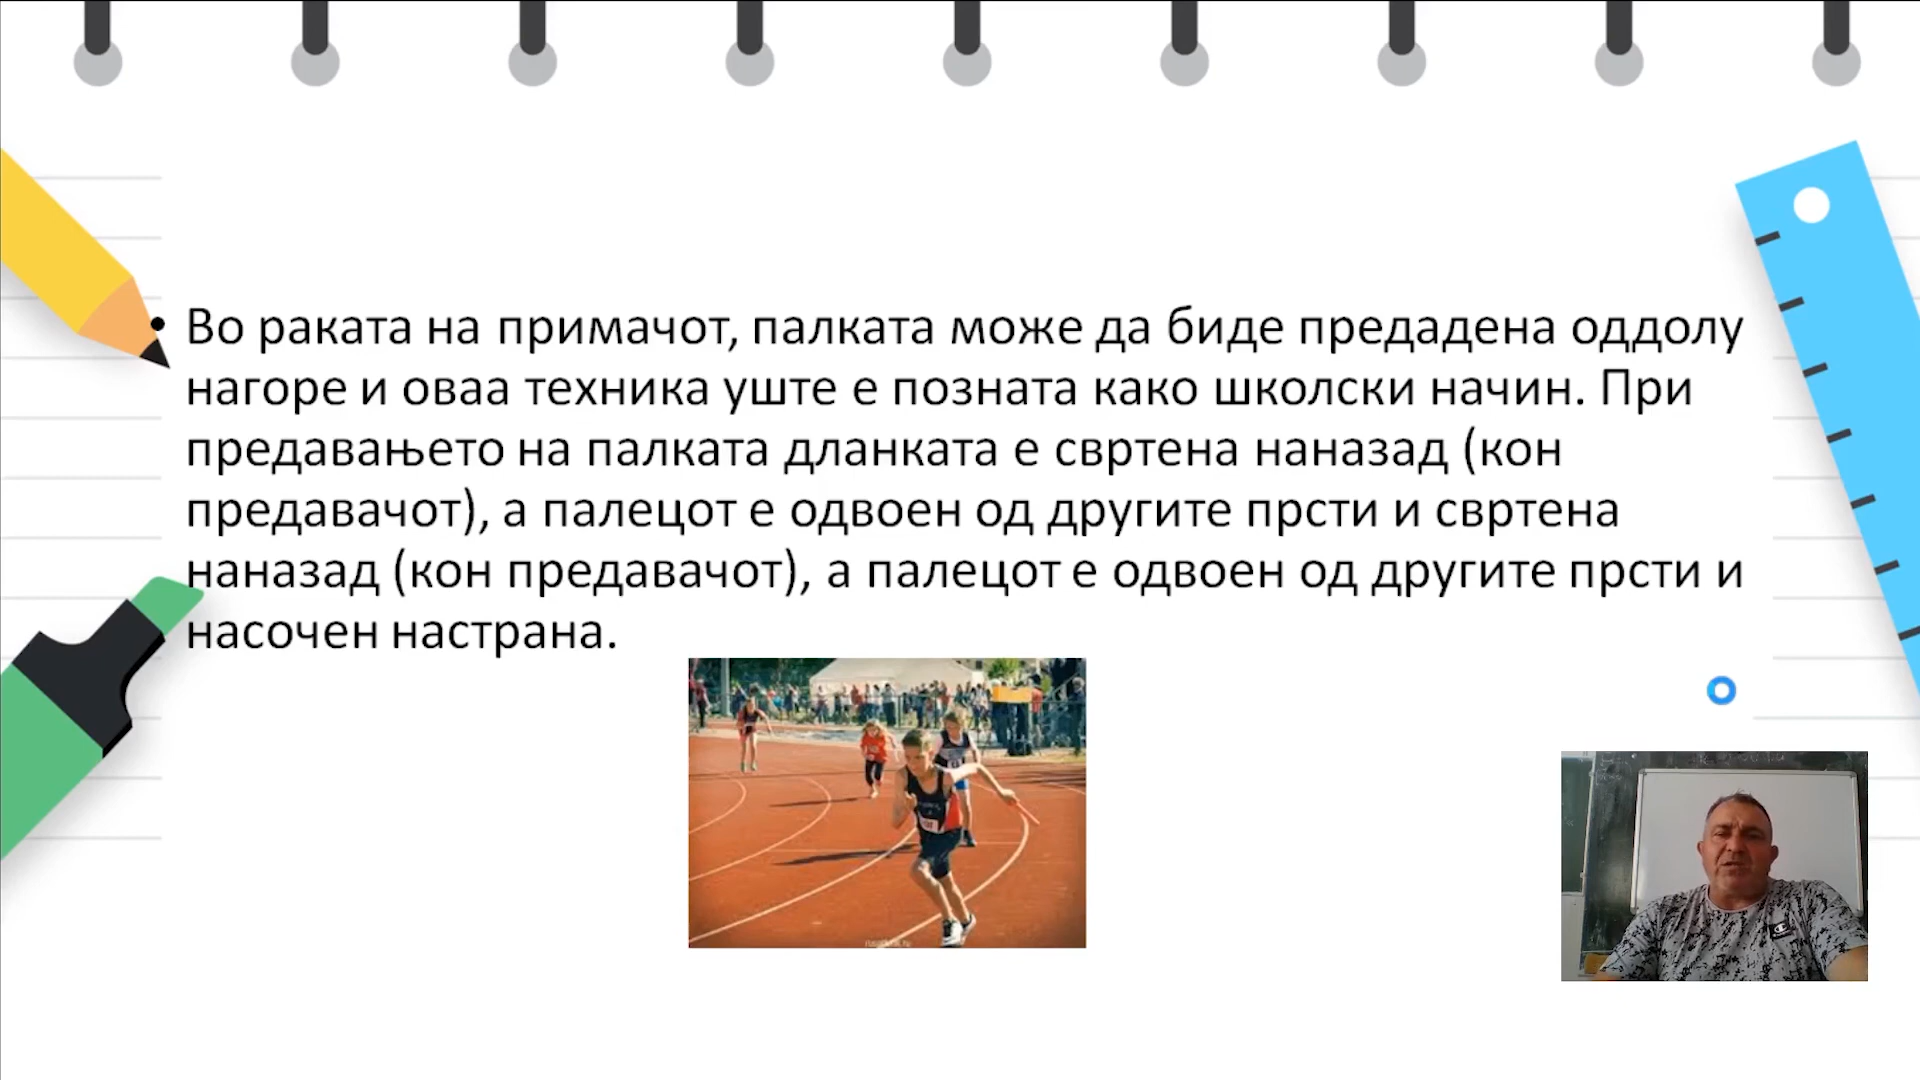 • Во раката на примачот, палката може да биде предадена оддолу
нагоре и оваа техника уште е позната како школски начин. При
предавањето на палката дланката е свртена наназад (кон
предавачот), а палецот е одвоен од другите прсти и свртена
наназад (кон предавачот), а палецот е одвоен од другите прсти и
насочен настрана.